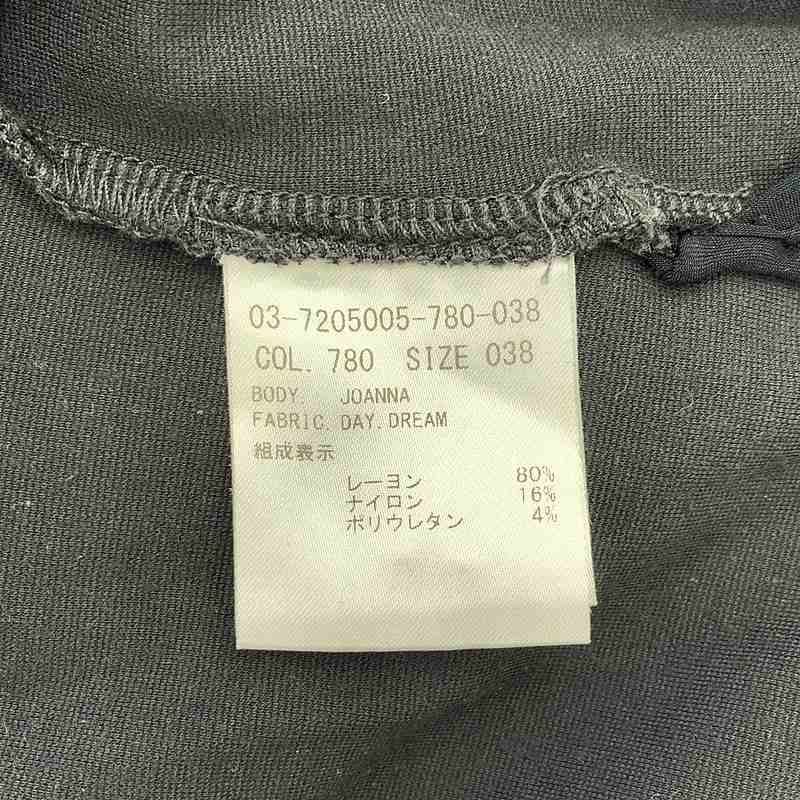 03-7205005-780-038
COL. 780 SIZE 038
BODY. JOANNA
FABRIC. DAY. DREAM
組成表示
レーヨン 80%
ナイロン 16%
ポリウレタン 4%